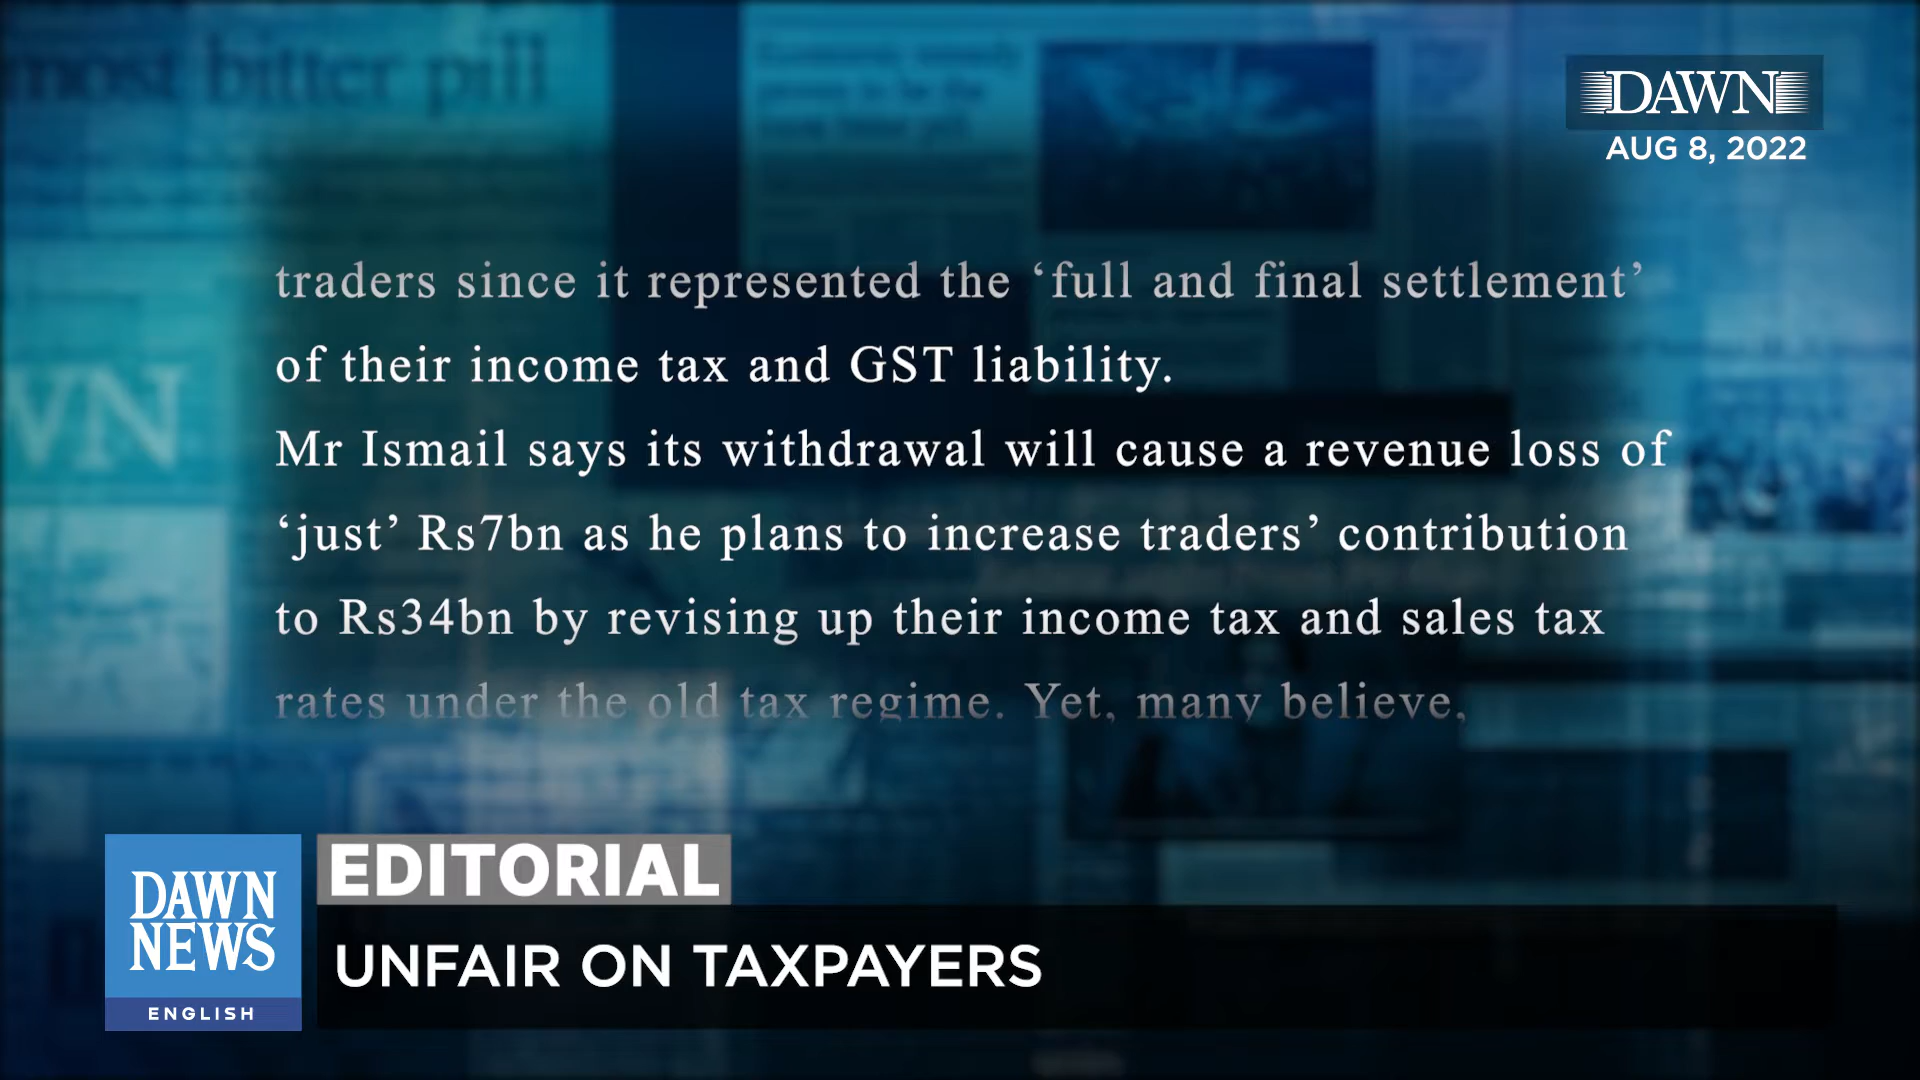 most bitter pill
DAWN
AUG 8, 2022
traders since it represented the ‘full and final settlement’
of their income tax and GST liability.
Mr Ismail says its withdrawal will cause a revenue loss of
‘just’ Rs7bn as he plans to increase traders’ contribution
to Rs34bn by revising up their income tax and sales tax
rates under the old tax regime. Yet, many believe,
EDITORIAL
DAWN
NEWS
ENGLISH
UNFAIR ON TAXPAYERS